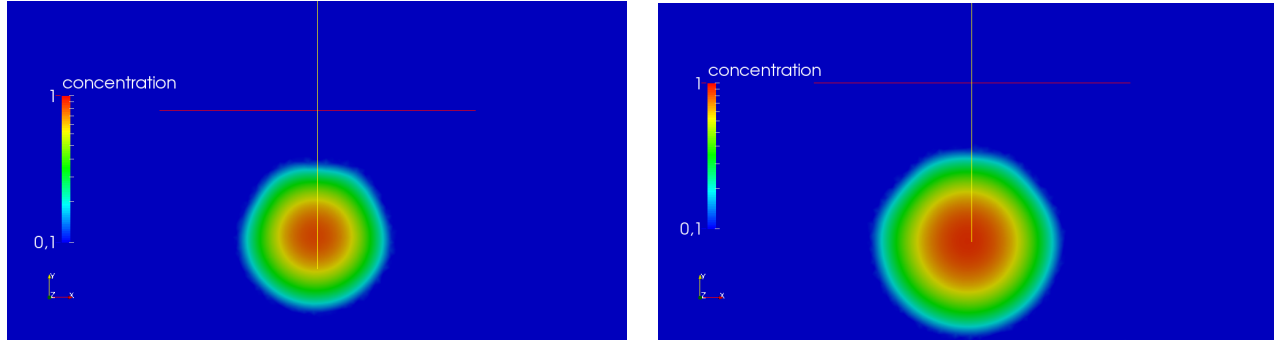 concentration
1
0,1
Y
Z X
concentration
1
0,1
Y
Z X